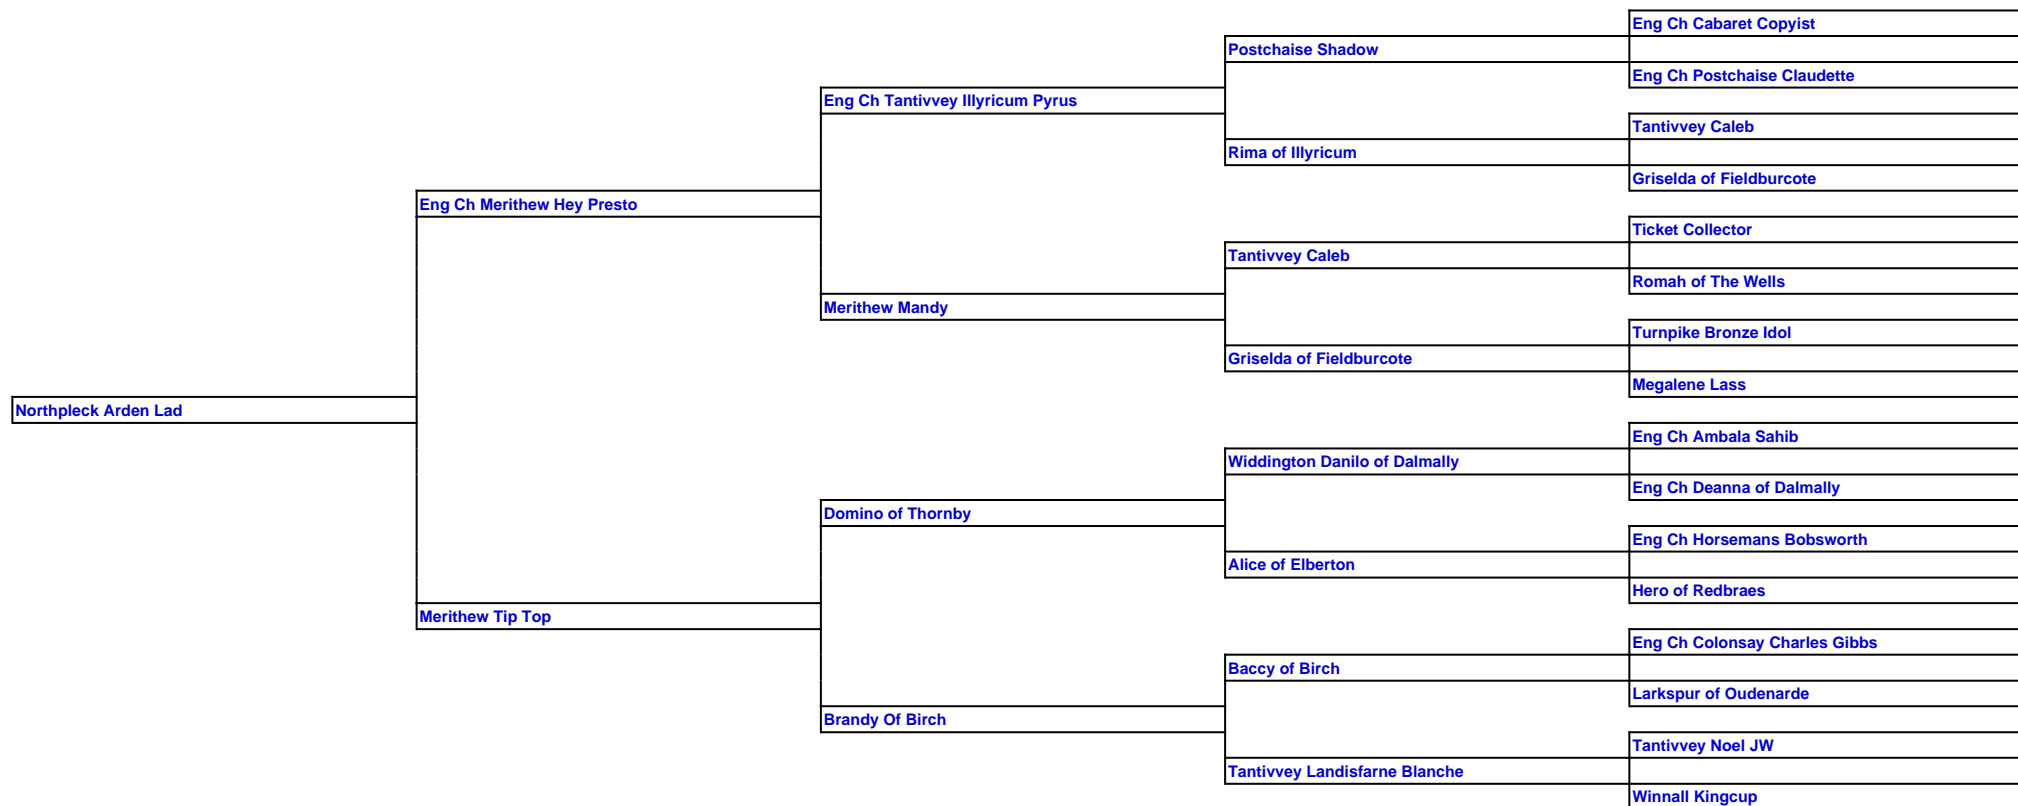 Eng Ch Cabaret Copyist
Postchaise Shadow
Eng Ch Postchaise Claudette
Eng Ch Tantivvey Illyricum Pyrus
Tantivvey Caleb
Rima of Illyricum
Griselda of Fieldburcote
Eng Ch Merithew Hey Presto
Ticket Collector
Tantivvey Caleb
Romah of The Wells
Merithew Mandy
Turnpike Bronze Idol
Griselda of Fieldburcote
Megalene Lass
Northpleck Arden Lad
Eng Ch Ambala Sahib
Widdington Danilo of Dalmally
Eng Ch Deanna of Dalmally
Domino of Thornby
Eng Ch Horsemans Bobsworth
Alice of Elberton
Hero of Redbraes
Merithew Tip Top
Eng Ch Colonsay Charles Gibbs
Baccy of Birch
Larkspur of Oudenarde
Brandy Of Birch
Tantivvey Noel JW
Tantivvey Landisfarne Blanche
Winnall Kingcup